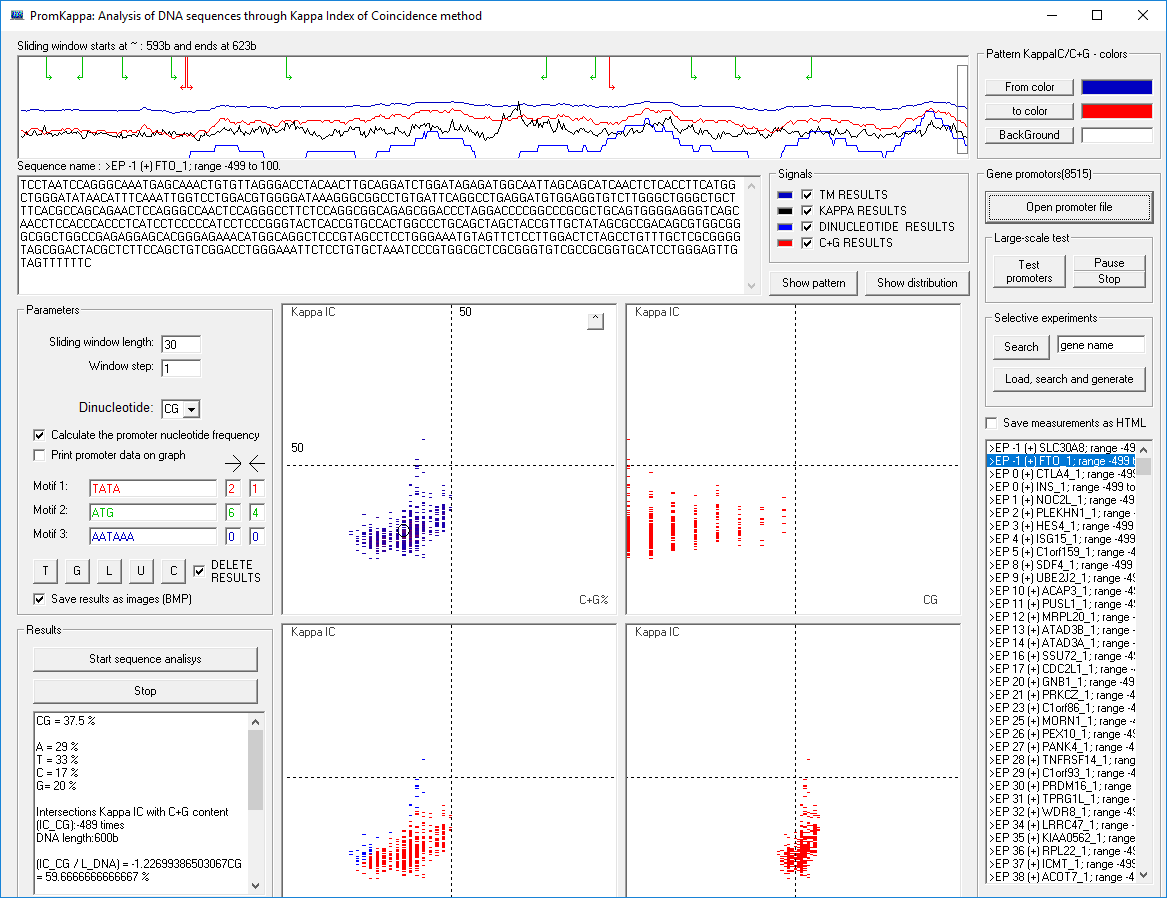 PromKappa: Analysis of DNA sequences through Kappa Index of Coincidence method
Sliding window starts at ~ : 593b and ends at 623b
Sequence name : >EP -1 (+) FTO_1; range -499 to 100.
TCCTAATCCAGGGCAAATGAGCAAACTGTGTTAGGGACCTACAACTTGCAGGATCTGGATAGAGATGGCAATTAGCAGCATCAACTCTCACCTTCATGG
CTGGGATATAACATTTCAAATTGGTCCTGGACGTGGGGATAAAGGGCGGCCTGTGATTCAGGCCTGAGGATGTGGAGGTGTCTTGGGCTGGGCTGCT
TTCACGCCAGCAGAACTCCAGGGCCAACTCCAGGGCCTTCTCCAGGCGGCAGAGCGGACCCTAGGACCCCGGCCCGCGCTGCAGTGGGGAGGGTCAGC
AACCTCCACCCACCCTCATCCTCCCCCATCCTCCCGGGTACTCACCGTGCCACTGGCCCTGCAGCTAGCTACCGTTGCTATAGCGCCGACAGCGTGGCGG
GCGGCTGGCCGAGAGGAGCACGGGAGAAACATGGCAGGCTCCCGTAGCCTCCTGGGAAATGTAGTTCTCCTTGGACTCTAGCCTGTTTGCTCGCGGGG
TAGCGGACTACGCTCTTCCAGCTGTCGGACCTGGGAAATTCTCCTGTGCTAAATCCCGTGGCGCTCGCGGGTGTCGCCGCGGTGCATCCTGGGAGTTG
TAGTTTTTTC
Signals
TM RESULTS
KAPPA RESULTS
DINUCLEOTIDE RESULTS
C+G RESULTS
Show pattern
Show distribution
Pattern KappaIC/C+G - colors
From color
to color
BackGround
Gene promotors(8515)
Open promoter file
Large-scale test
Test promoters
Pause
Stop
Selective experiments
Search
gene name
Load, search and generate
Save measurements as HTML
>EP -1 (+) SLC30A8; range -49
>EP -1 (+) FTO_1; range -499 t
>EP 0 (+) CTLA4_1; range -499
>EP 0 (+) INS_1; range -499 to
>EP 1 (+) NOC2L_1; range -49
>EP 2 (+) PLEKHN1_1; range -
>EP 3 (+) HES4_1; range -499
>EP 4 (+) ISG15_1; range -499
>EP 5 (+) C1orf159_1; range -4
>EP 8 (+) SDF4_1; range -499
>EP 9 (+) UBE2J2_1; range -49
>EP 10 (+) ACAP3_1; range -4
>EP 11 (+) PUSL1_1; range -4
>EP 12 (+) MRPL20_1; range -
>EP 13 (+) ATAD3B_1; range -
>EP 14 (+) ATAD3A_1; range -
>EP 16 (+) SSU72_1; range -4
>EP 17 (+) CDC2L1_1; range -
>EP 20 (+) GNB1_1; range -49
>EP 21 (+) PRKCZ_1; range -4
>EP 23 (+) C1orf86_1; range -4
>EP 25 (+) MORN1_1; range -4
>EP 26 (+) PEX10_1; range -49
>EP 27 (+) PANK4_1; range -4
>EP 28 (+) TNFRSF14_1; range
>EP 29 (+) C1orf93_1; range -4
>EP 30 (+) PRDM16_1; range
>EP 31 (+) TPRG1L_1; range -
>EP 32 (+) WDR8_1; range -4
>EP 34 (+) LRRC47_1; range -
>EP 35 (+) KIAA0562_1; range
>EP 36 (+) RPL22_1; range -49
>EP 37 (+) ICMT_1; range -499
>EP 38 (+) ACOT7_1; range -4
Parameters
Sliding window length: 30
Window step: 1
Dinucleotide: CG
Calculate the promoter nucleotide frequency
Print promoter data on graph
Motif 1: TATA 2 1
Motif 2: ATG 6 4
Motif 3: AATAAA 0 0
T G L U C DELETE RESULTS
Save results as images (BMP)
Results
Start sequence analisys
Stop
CG = 37.5 %
A = 29 %
T = 33 %
C = 17 %
G= 20 %
Intersections Kappa IC with C+G content
(IC_CG):-489 times
DNA length:600b
(IC_CG / L_DNA) = -1.22699386503067CG
= 59.6666666666667 %
Kappa IC
50
50
C+G%
Kappa IC
CG
Kappa IC
Kappa IC